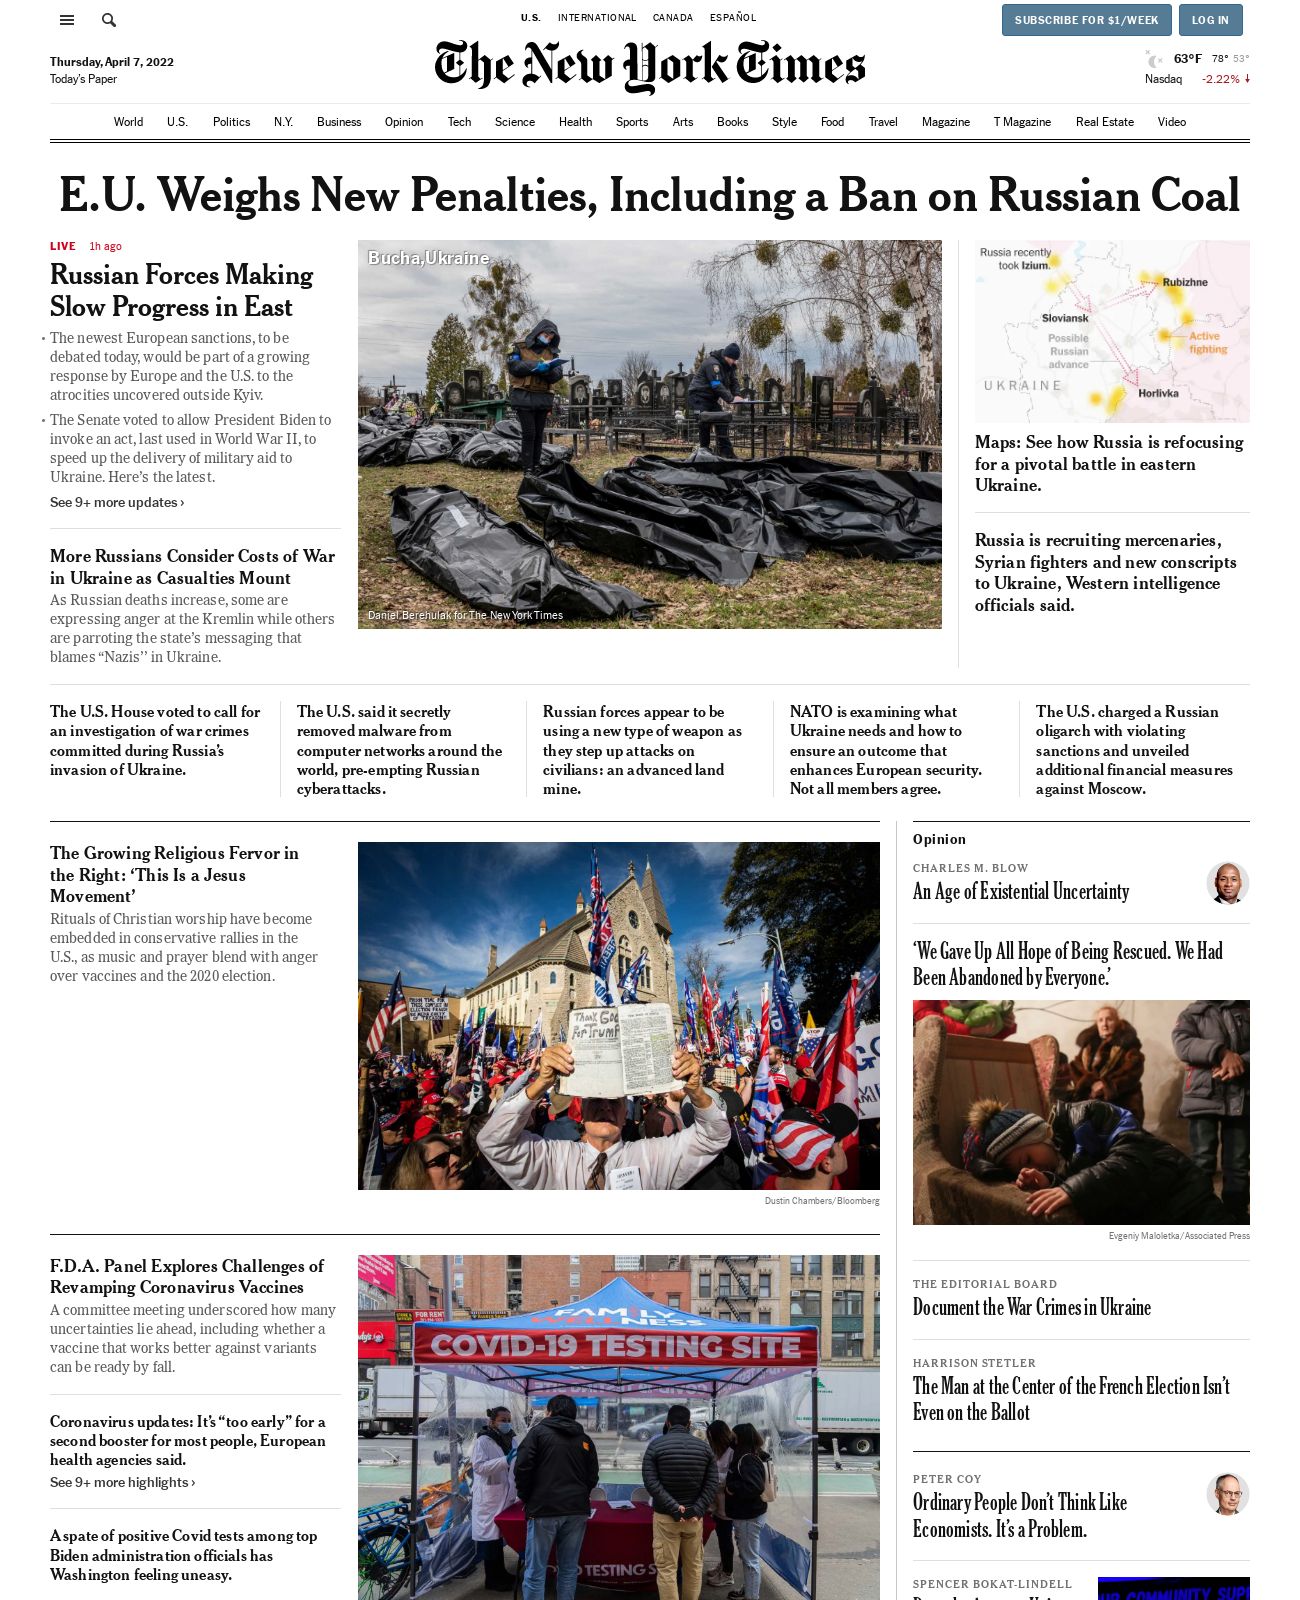 U.S. INTERNATIONAL CANADA ESPAÑOL
SUBSCRIBE FOR $1/WEEK LOG IN
Thursday, April 7, 2022
Today's Paper
The New York Times
63°F 78° 53°
Nasdaq -2.22%
World U.S. Politics N.Y. Business Opinion Tech Science Health Sports Arts Books Style Food Travel Magazine T Magazine Real Estate Video
E.U. Weighs New Penalties, Including a Ban on Russian Coal
LIVE 1h ago
Russian Forces Making
Slow Progress in East
The newest European sanctions, to be
debated today, would be part of a growing
response by Europe and the U.S. to the
atrocities uncovered outside Kyiv.
The Senate voted to allow President Biden to
invoke an act, last used in World War II, to
speed up the delivery of military aid to
Ukraine. Here's the latest.
See 9+ more updates ›
More Russians Consider Costs of War
in Ukraine as Casualties Mount
As Russian deaths increase, some are
expressing anger at the Kremlin while others
are parroting the state's messaging that
blames “Nazis’’ in Ukraine.
Bucha,Ukraine
Daniel Berehulak for The New York Times
Russia recently
took Izium.
Rubizhne
Sloviansk
Possible
Russian
advance
Active
fighting
UKRAINE
Horlivka
Maps: See how Russia is refocusing
for a pivotal battle in eastern
Ukraine.
Russia is recruiting mercenaries,
Syrian fighters and new conscripts
to Ukraine, Western intelligence
officials said.
The U.S. House voted to call for
an investigation of war crimes
committed during Russia's
invasion of Ukraine.
The U.S. said it secretly
removed malware from
computer networks around the
world, pre-empting Russian
cyberattacks.
Russian forces appear to be
using a new type of weapon as
they step up attacks on
civilians: an advanced land
mine.
NATO is examining what
Ukraine needs and how to
ensure an outcome that
enhances European security.
Not all members agree.
The U.S. charged a Russian
oligarch with violating
sanctions and unveiled
additional financial measures
against Moscow.
The Growing Religious Fervor in
the Right: ‘This Is a Jesus
Movement’
Rituals of Christian worship have become
embedded in conservative rallies in the
U.S., as music and prayer blend with anger
over vaccines and the 2020 election.
Thank God
For Trump
STOP
Dustin Chambers/Bloomberg
F.D.A. Panel Explores Challenges of
Revamping Coronavirus Vaccines
A committee meeting underscored how many
uncertainties lie ahead, including whether a
vaccine that works better against variants
can be ready by fall.
Coronavirus updates: It's “too early” for a
second booster for most people, European
health agencies said.
See 9+ more highlights ›
A spate of positive Covid tests among top
Biden administration officials has
Washington feeling uneasy.
FOR RENT
FAMILY
WELLNESS
COVID-19 TESTING SITE
TESTING S
Opinion
CHARLES M. BLOW
An Age of Existential Uncertainty
‘We Gave Up All Hope of Being Rescued. We Had
Been Abandoned by Everyone.’
Evgeniy Maloletka/Associated Press
THE EDITORIAL BOARD
Document the War Crimes in Ukraine
HARRISON STETLER
The Man at the Center of the French Election Isn't
Even on the Ballot
PETER COY
Ordinary People Don't Think Like
Economists. It's a Problem.
SPENCER BOKAT-LINDELL
COMMUNITY